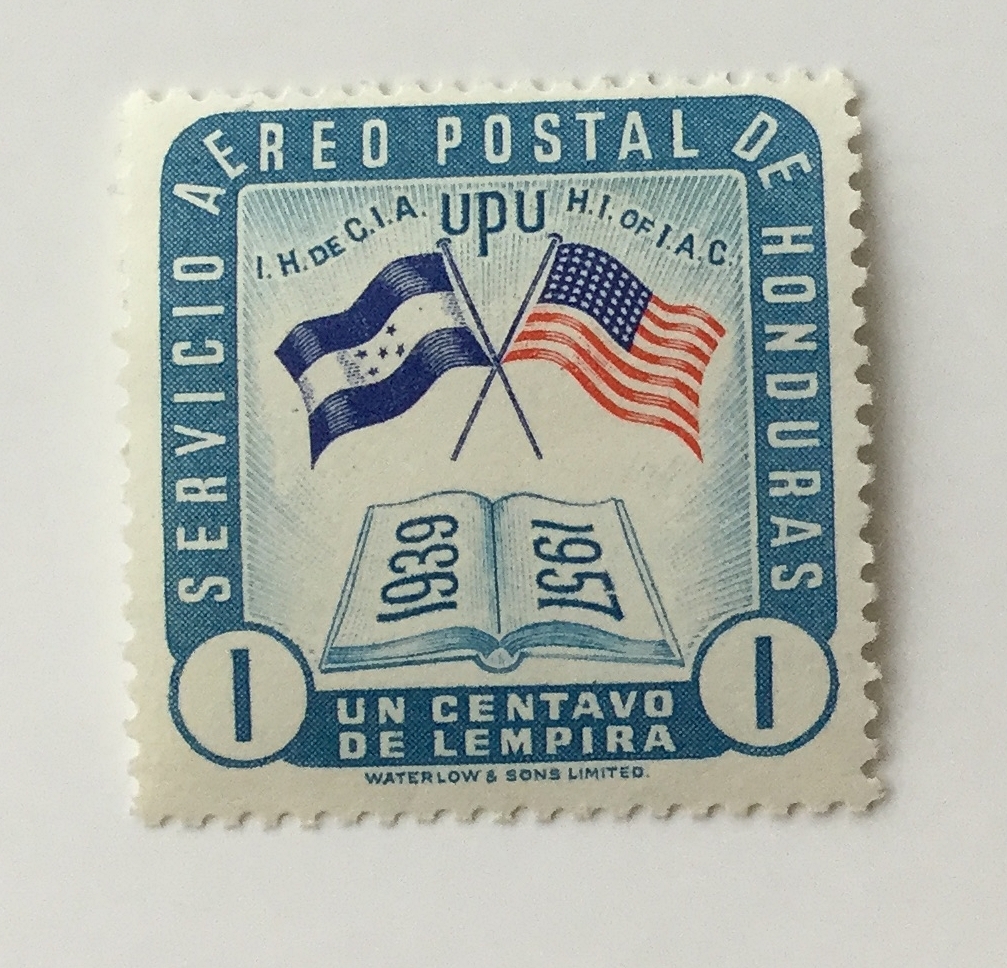 SERVICIO AEREO POSTAL DE HONDURAS
I. H. DE C.I.A.
UPU
H.I. OF I.A.C.
1939
1957
1
UN CENTAVO
DE LEMPIRA
1
WATERLOW & SONS LIMITED.